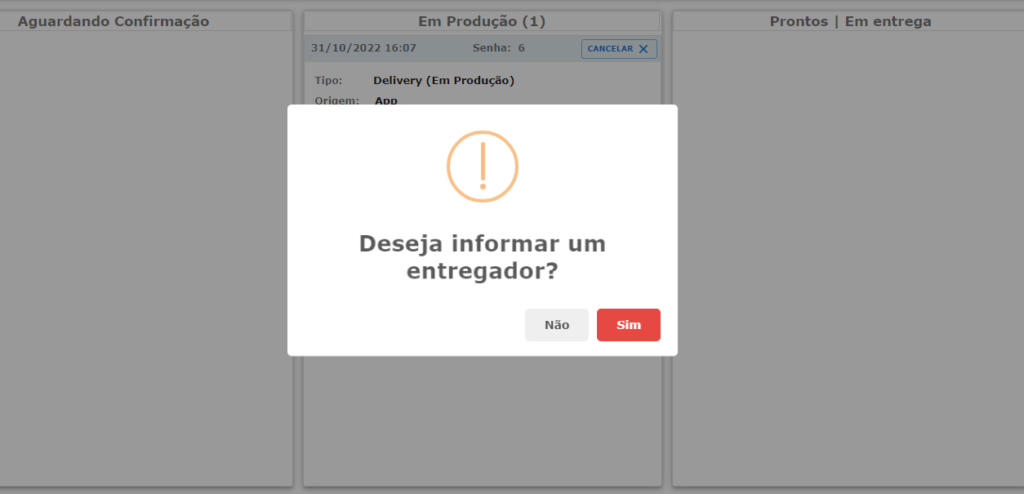 Aguardando Confirmação
Em Produção (1)
Prontos | Em entrega
31/10/2022 16:07 Senha: 6 CANCELAR
Tipo: Delivery (Em Produção)
Origem: App
Deseja informar um
entregador?
Não Sim